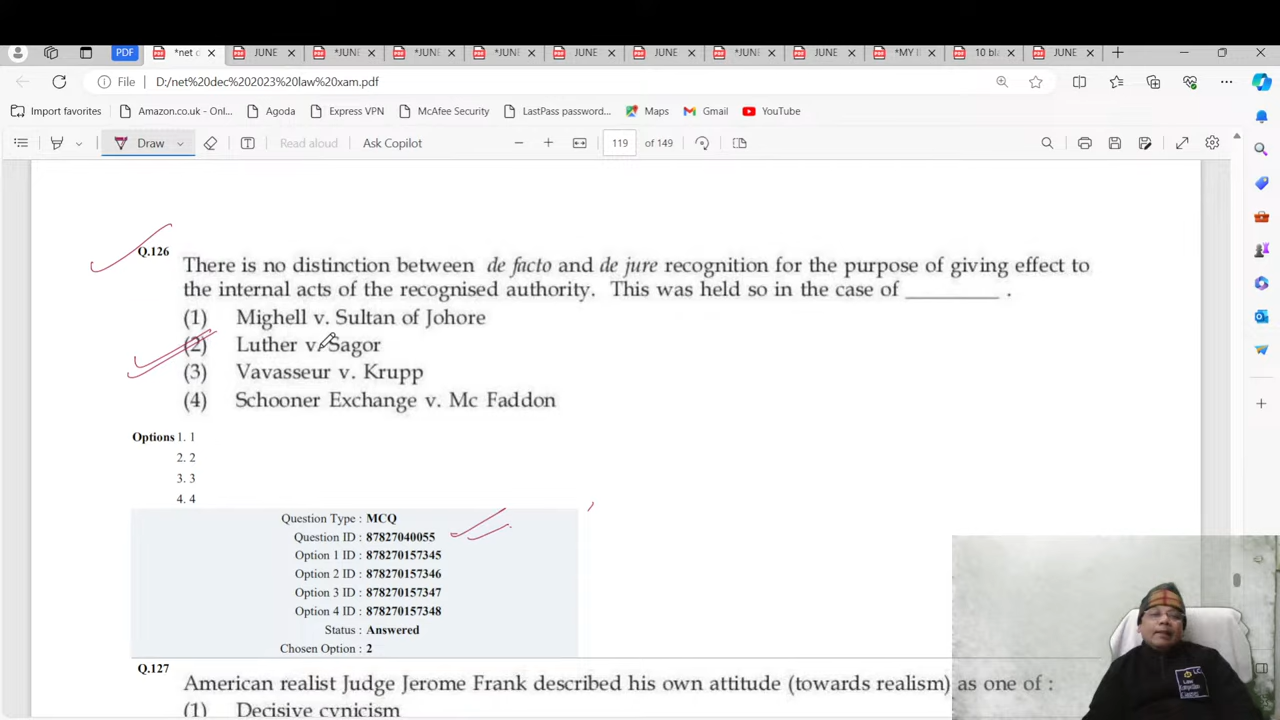 PDF
*net d
JUNE
*JUNE
*JUNE
*JUNE
JUNE
JUNE
*JUNE
JUNE
*MY I
10 bl
JUNE
File
D:/net%20dec%202023%20law%20xam.pdf
Import favorites
Amazon.co.uk - Onl...
Agoda
Express VPN
McAfee Security
LastPass password...
Maps
Gmail
YouTube
Draw
Read aloud
Ask Copilot
119
of 149
Q.126
There is no distinction between de facto and de jure recognition for the purpose of giving effect to
the internal acts of the recognised authority. This was held so in the case of ________ .
(1) Mighell v. Sultan of Johore
(2) Luther v. Sagor
(3) Vavasseur v. Krupp
(4) Schooner Exchange v. Mc Faddon
Options 1. 1
2. 2
3. 3
4. 4
Question Type : MCQ
Question ID : 87827040055
Option 1 ID : 878270157345
Option 2 ID : 878270157346
Option 3 ID : 878270157347
Option 4 ID : 878270157348
Status : Answered
Chosen Option : 2
Q.127
American realist Judge Jerome Frnk described his own attitude (towards realism) as one of :
(1) Decisive cynicism